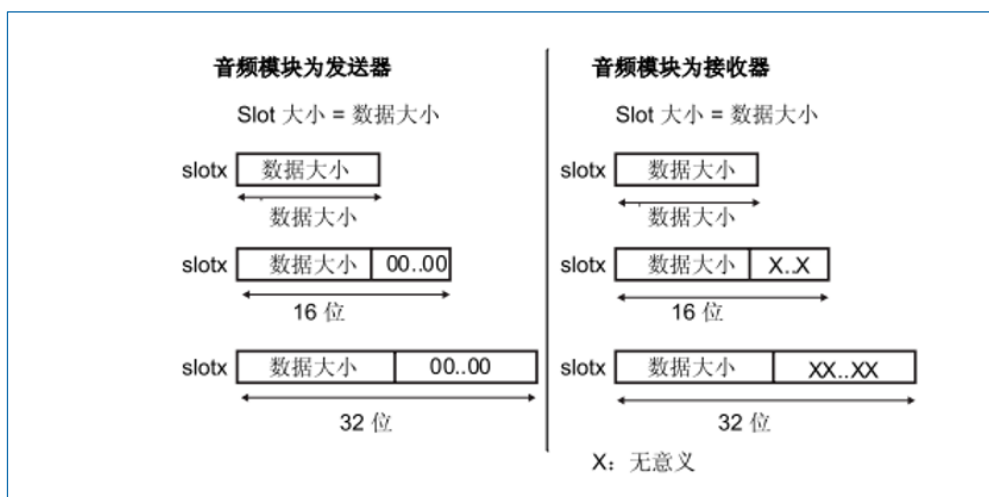 音频模块为发送器
Slot 大小 = 数据大小
slotx 数据大小
数据大小
slotx 数据大小 00..00
16 位
slotx 数据大小 00..00
32 位
音频模块为接收器
Slot 大小 = 数据大小
slotx 数据大小
数据大小
slotx 数据大小 X..X
16 位
slotx 数据大小 XX..XX
32 位
X：无意义